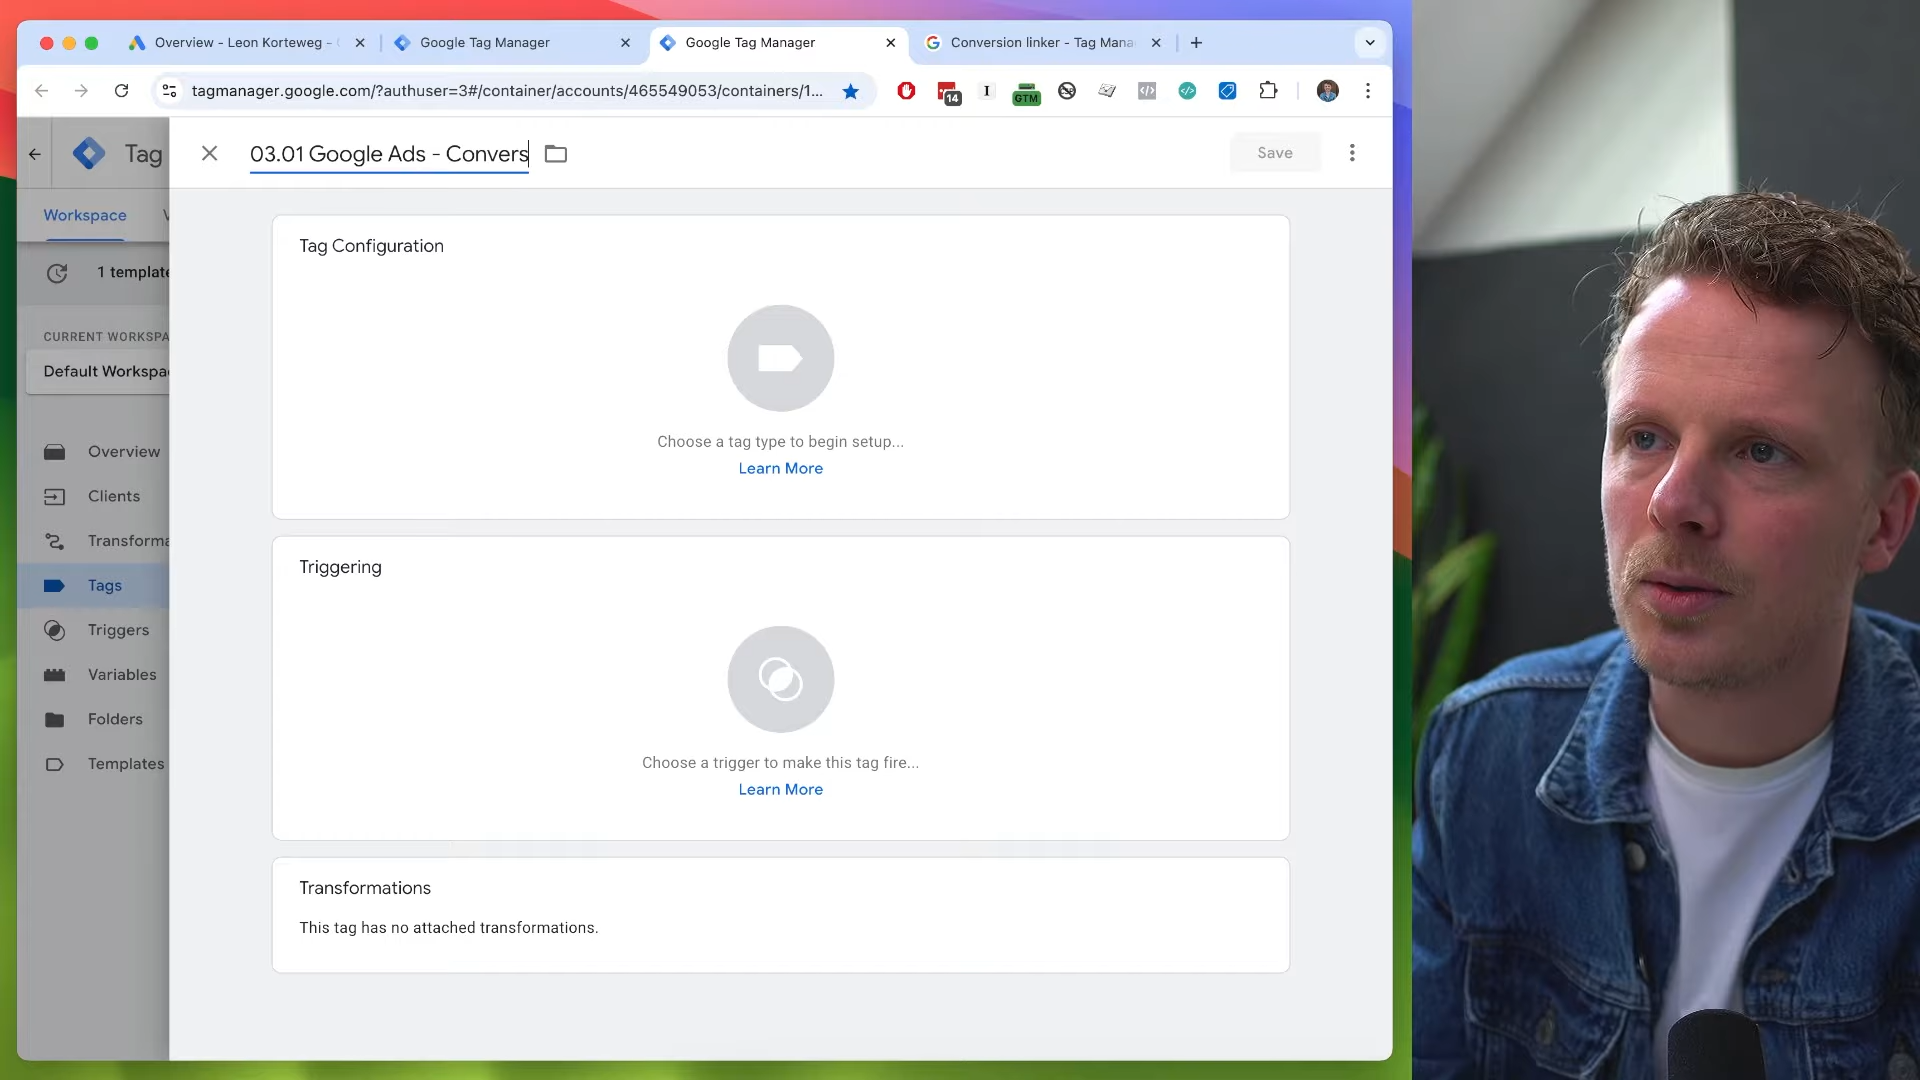 Overview - Leon Korteweg -
Google Tag Manager
Google Tag Manager
Conversion linker - Tag Mana
tagmanager.google.com/?authuser=3#/container/accounts/465549053/containers/1...
14
I
GTM
Tag
03.01 Google Ads - Convers
Save
Workspace
V
1 template
CURRENT WORKSPA
Default Workspa
Overview
Clients
Transforma
Tags
Triggers
Variables
Folders
Templates
Tag Configuration
Choose a tag type to begin setup...
Learn More
Triggering
Choose a trigger to make this tag fire...
Learn More
Transformations
This tag has no attached transformations.